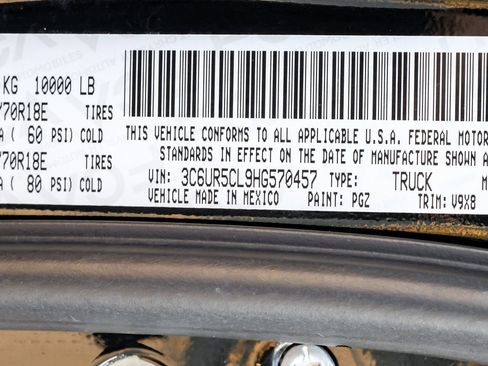 KG 10000 LB
70R18E TIRES
( 60 PSI) COLD
70R18E TIRES
( 80 PSI) COLD
THIS VEHICLE CONFORMS TO ALL APPLICABLE U.S.A. FEDERAL MOTOR
STANDARDS IN EFFECT ON THE DATE OF MANUFACTURE SHOWN A
VIN: 3C6UR5CL9HG570457 TYPE: TRUCK
VEHICLE MADE IN MEXICO PAINT: PGZ TRIM: V9X8